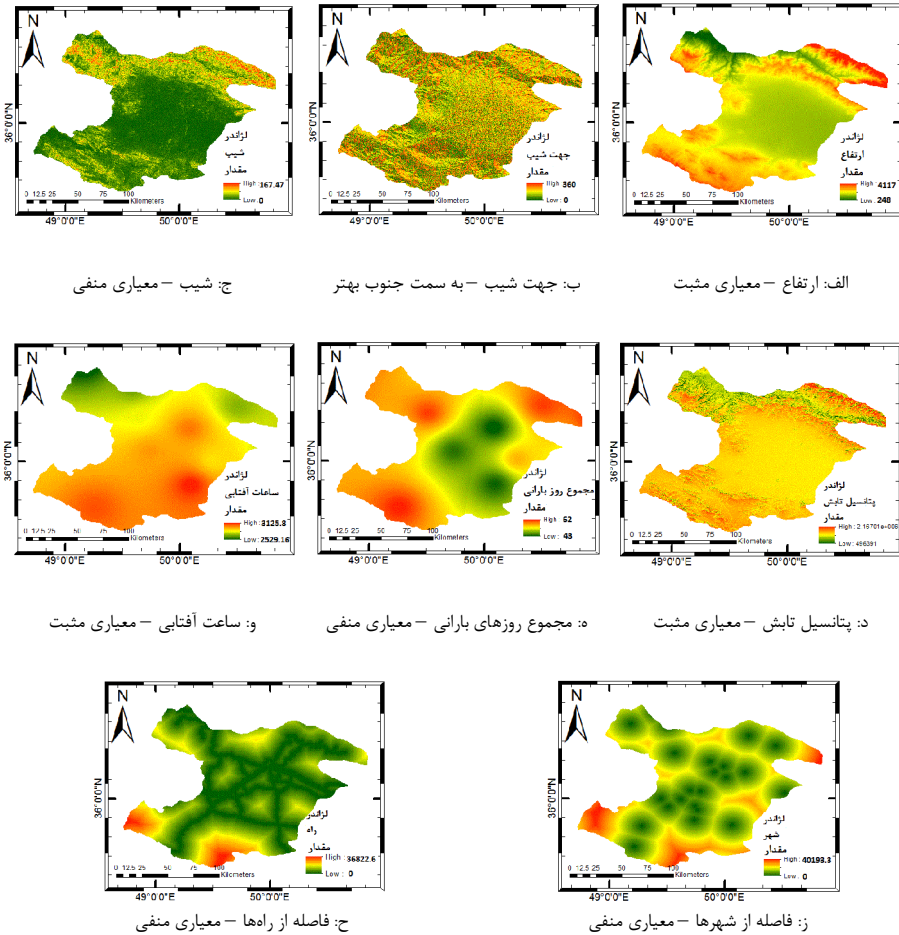 N
36°0'0"N
لژاندر
ارتفاع
مقدار
High : 4117
Low : 240
0 12.5 25 50 75 100
Kilometers
49°0'0"E 50°0'0"E
الف: ارتفاع – معیاری مثبت
N
36°0'0"N
لژاندر
جهت شیب
مقدار
High : 360
Low : 0
0 12.5 25 50 75 100
Kilometers
49°0'0"E 50°0'0"E
ب: جهت شیب – به سمت جنوب بهتر
N
36°0'0"N
لژاندر
شیب
مقدار
High : 167.47
Low : 0
0 12.5 25 50 75 100
Kilometers
49°0'0"E 50°0'0"E
ج: شیب – معیاری منفی
N
36°0'0"N
لژاندر
پتانسیل تابش
مقدار
Low : 496391
0 12.5 25 50 75 100
Kilometers
49°0'0"E 50°0'0"E
د: پتانسیل تابش – معیاری مثبت
N
36°0'0"N
لژاندر
مجموع روز بارانی
مقدار
High : 62
Low : 43
0 12.5 25 50 75 100
Kilometers
49°0'0"E 50°0'0"E
ه: مجموع روزهای بارانی – معیاری منفی
N
36°0'0"N
لژاندر
ساعات آفتابی
مقدار
High : 3125.8
Low : 2529.16
0 12.5 25 50 75 100
Kilometers
49°0'0"E 50°0'0"E
و: ساعت آفتابی – معیاری مثبت
N
36°0'0"N
لژاندر
شهر
مقدار
High : 40193.3
Low : 0
0 12.5 25 50 75 100
Kilometers
49°0'0"E 50°0'0"E
ز: فاصله از شهرها – معیاری منفی
N
36°0'0"N
لژاندر
راه
مقدار
High : 36822.6
Low : 0
0 12.5 25 50 75 100
Kilometers
49°0'0"E 50°0'0"E
ح: فاصله از راه‌ها – معیاری منفی